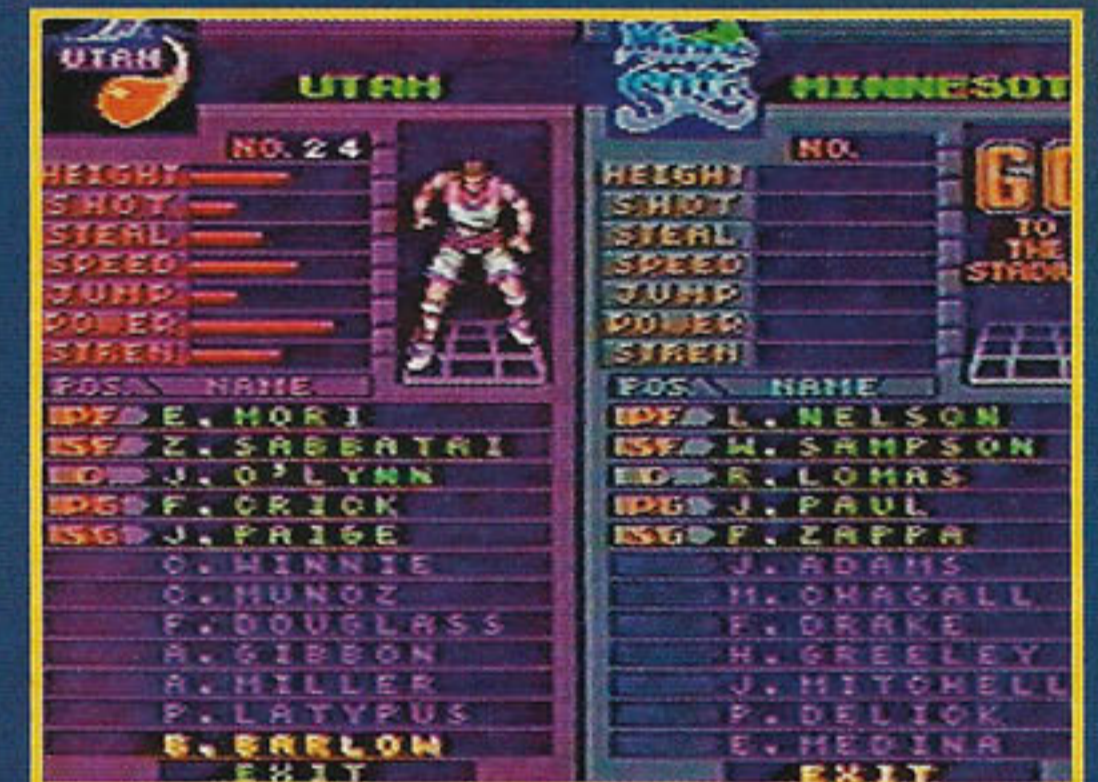 UTAH
UTAH
NO. 24
HEIGHT
SHOT
STEAL
SPEED
JUMP
POWER
STREN
POS. NAME
PF E. MORI
SF Z. SABBATAI
C J. O'LYNN
PG F. CRICK
SG J. PAIGE
C. WINNIE
C. MUNOZ
F. DOUGLASS
A. GIBBON
A. MILLER
P. LATYPUS
B. BARLOW
EXIT
MINNESOT
NO.
HEIGHT
SHOT
STEAL
SPEED
JUMP
POWER
STREN
GO
TO
THE
STADIU
POS. NAME
PF L. NELSON
SF W. SAMPSON
C R. LOMAS
PG J. PAUL
SG F. ZAPPA
J. ADAMS
M. CHAGALL
F. DRAKE
H. GREELEY
J. MITCHELL
P. DELICK
E. MEDINA
EXIT